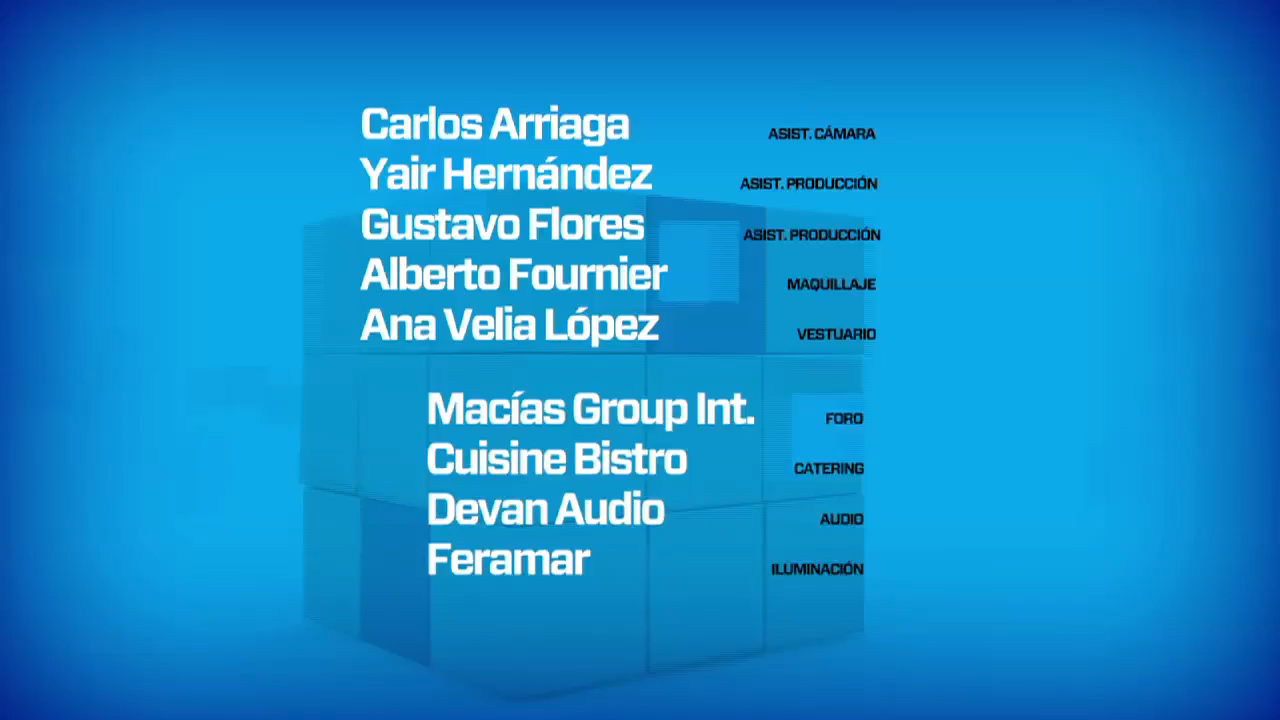 Carlos Arriaga ASIST. CÁMARA
Yair Hernández ASIST. PRODUCCIÓN
Gustavo Flores ASIST. PRODUCCIÓN
Alberto Fournier MAQUILLAJE
Ana Velia López VESTUARIO
Macías Group Int. FORO
Cuisine Bistro CATERING
Devan Audio AUDIO
Feramar ILUMINACIÓN